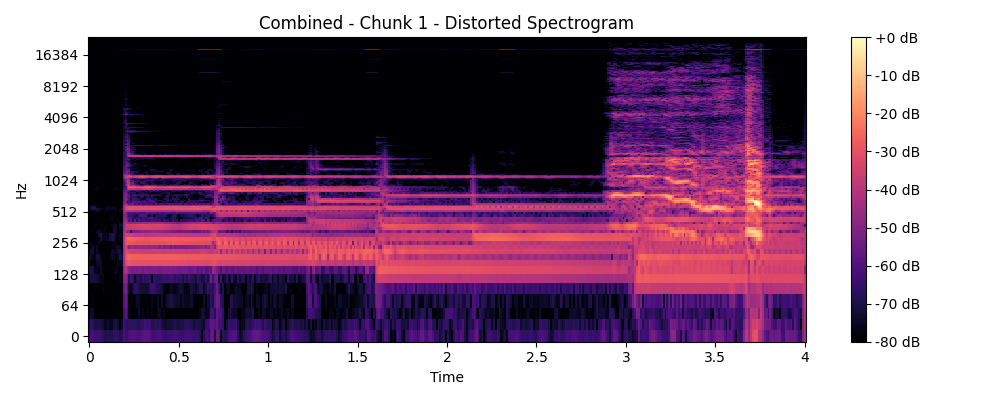 Combined - Chunk 1 - Distorted Spectrogram
Hz
16384
8192
4096
2048
1024
512
256
128
64
0
0 0.5 1 1.5 2 2.5 3 3.5 4
Time
+0 dB
-10 dB
-20 dB
-30 dB
-40 dB
-50 dB
-60 dB
-70 dB
-80 dB